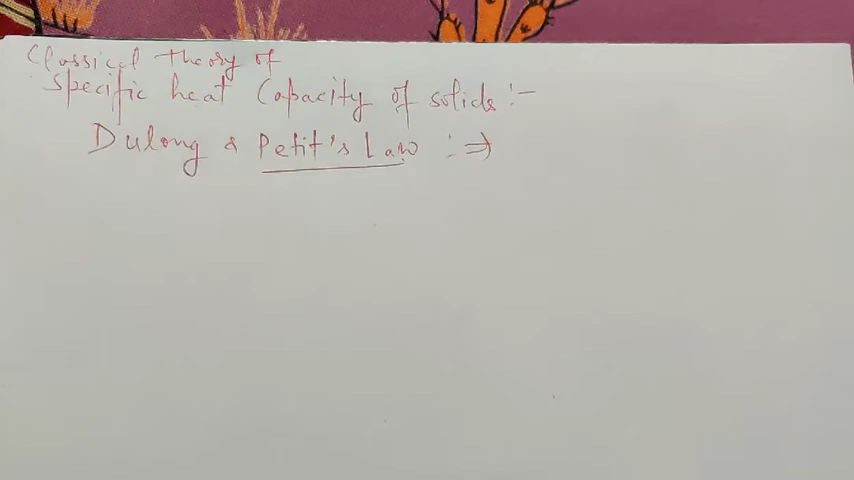 Classical theory of
Specific heat Capacity of solids :-
Dulong & Petit's Law :⇒